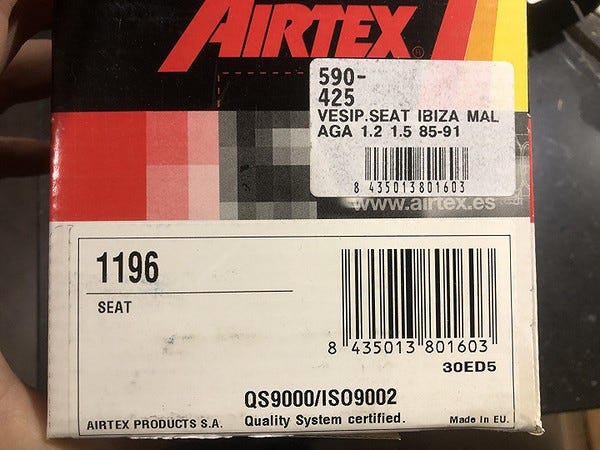 AIRTEX
590-
425
VESIP.SEAT IBIZA MAL
AGA 1.2 1.5 85-91
8 435013 801603
www.airtex.es
1196
SEAT
8 435013 801603
30ED5
QS9000/ISO9002
AIRTEX PRODUCTS S.A. Quality System certified. Made in EU.